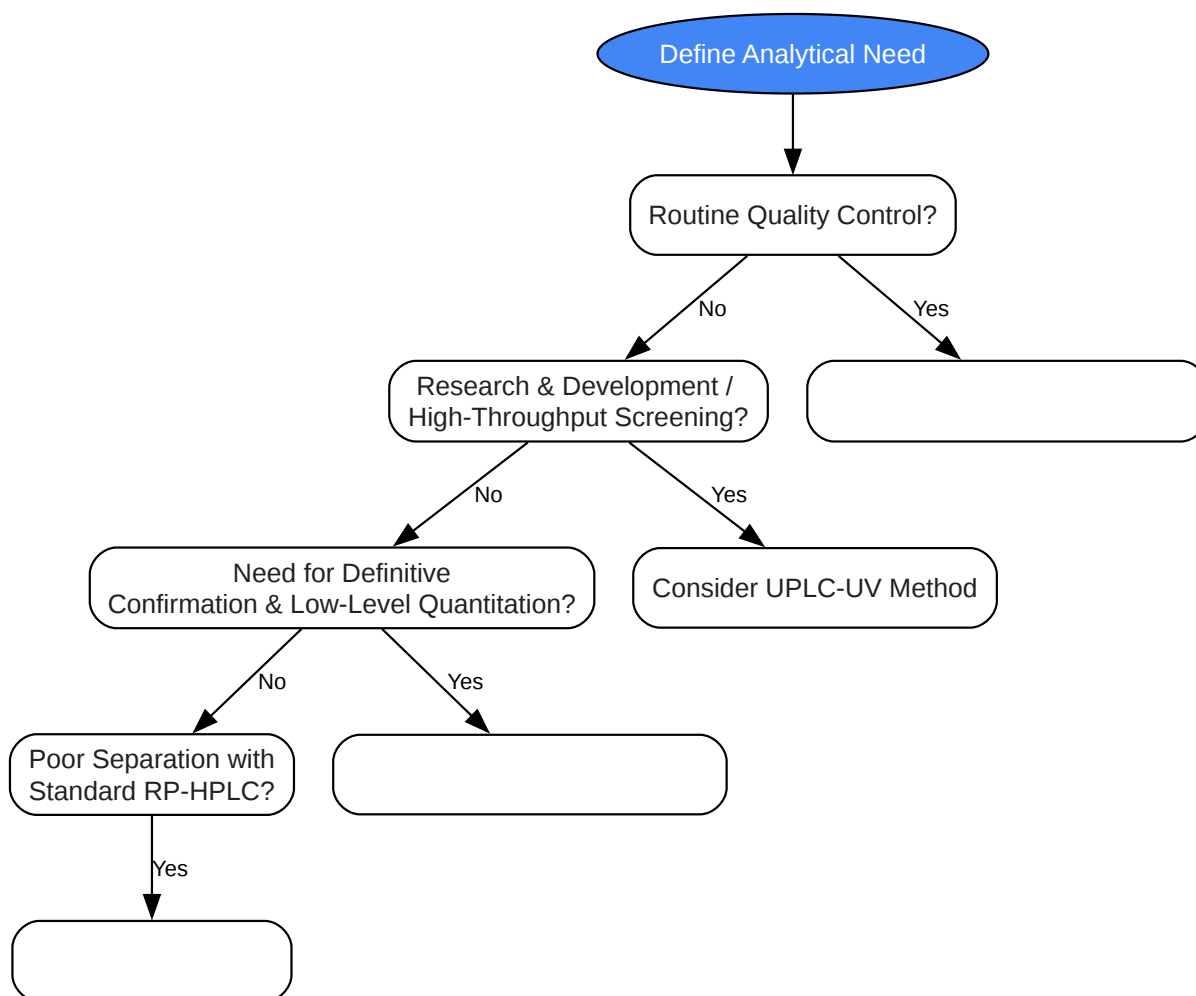 Define Analytical Need
Routine Quality Control?
No
Yes
Research & Development /
High-Throughput Screening?
No
Yes
Need for Definitive
Confirmation & Low-Level Quantitation?
Consider UPLC-UV Method
No
Yes
Poor Separation with
Standard RP-HPLC?
Yes